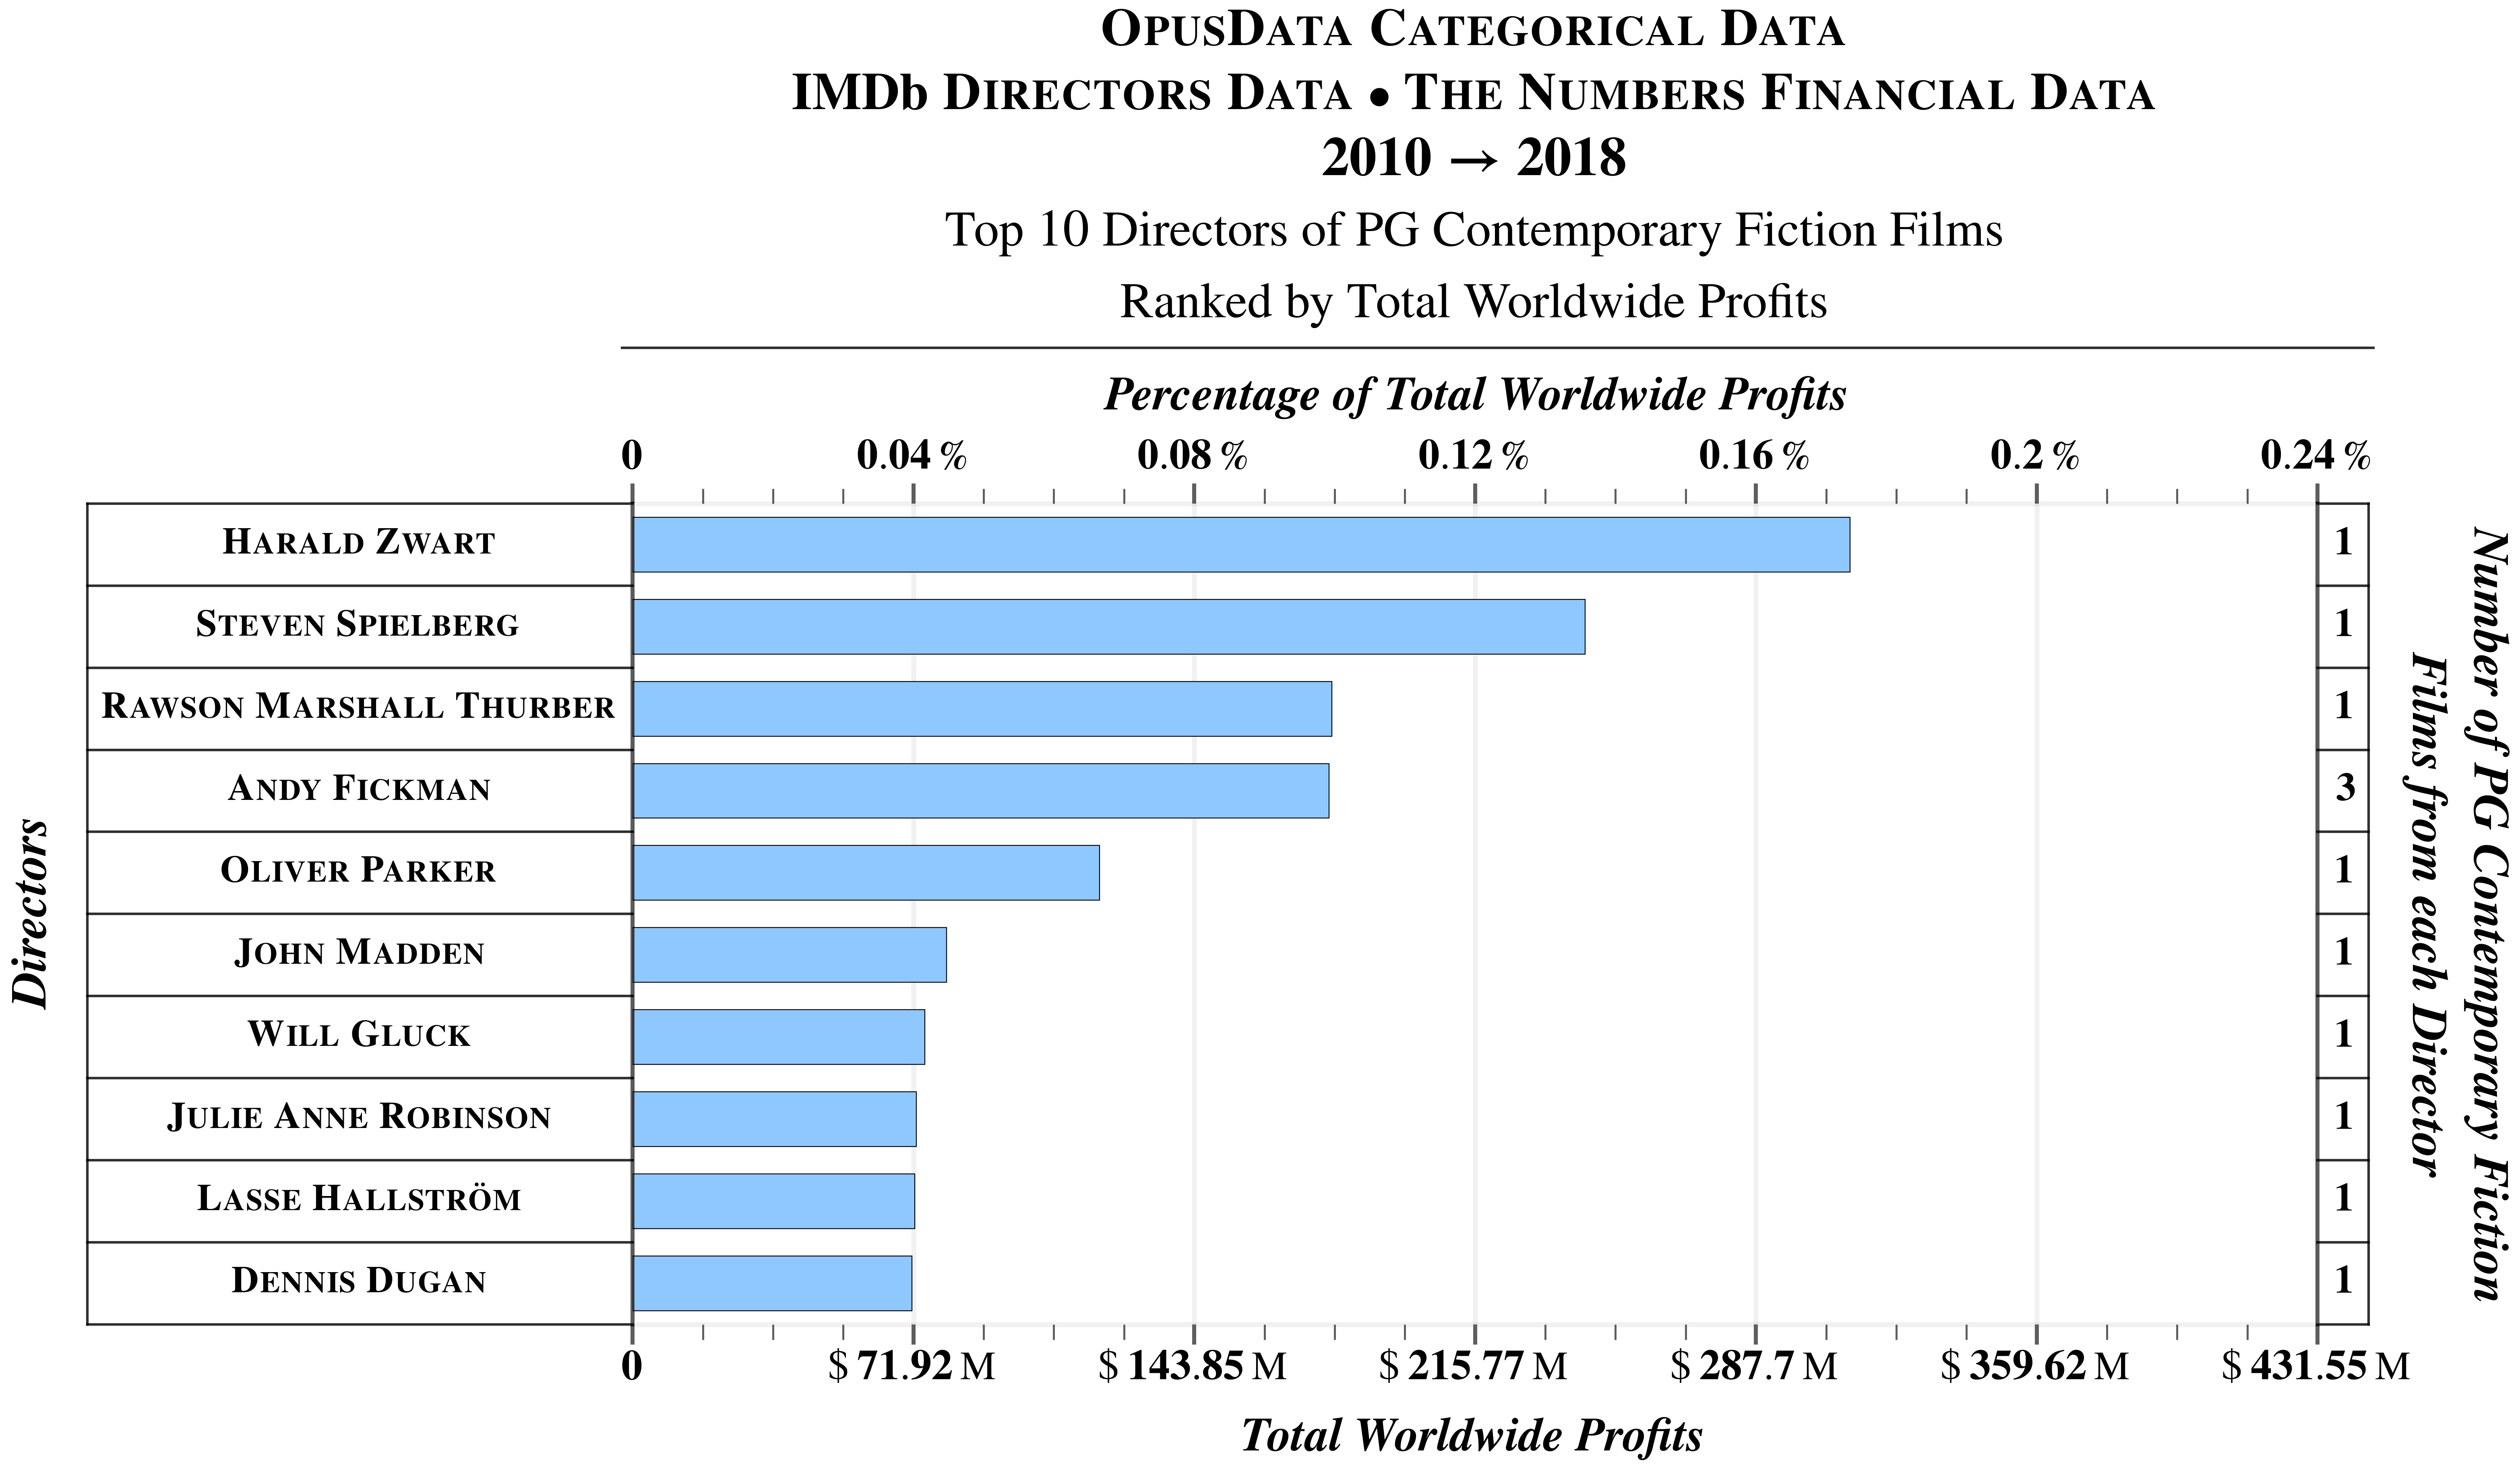 OpusData Categorical Data
IMDb Directors Data • The Numbers Financial Data
2010 → 2018
Top 10 Directors of PG Contemporary Fiction Films
Ranked by Total Worldwide Profits
Percentage of Total Worldwide Profits
0 0.04 % 0.08 % 0.12 % 0.16 % 0.2 % 0.24 %
Harald Zwart 1
Steven Spielberg 1
Rawson Marshall Thurber 1
Andy Fickman 3
Oliver Parker 1
John Madden 1
Will Gluck 1
Julie Anne Robinson 1
Lasse Hallström 1
Dennis Dugan 1
Directors
Number of PG Contemporary Fiction
Films from each Director
0 $ 71.92 M $ 143.85 M $ 215.77 M $ 287.7 M $ 359.62 M $ 431.55 M
Total Worldwide Profits